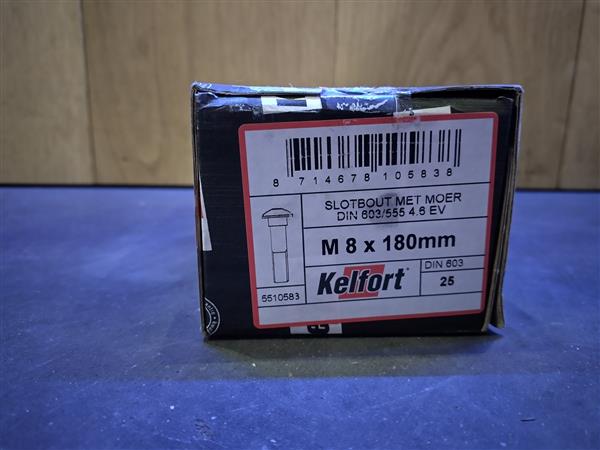 8 714678 105838
SLOTBOUT MET MOER
DIN 603/555 4.6 EV
M 8 x 180mm
Kelfort
DIN 603
25
5510583